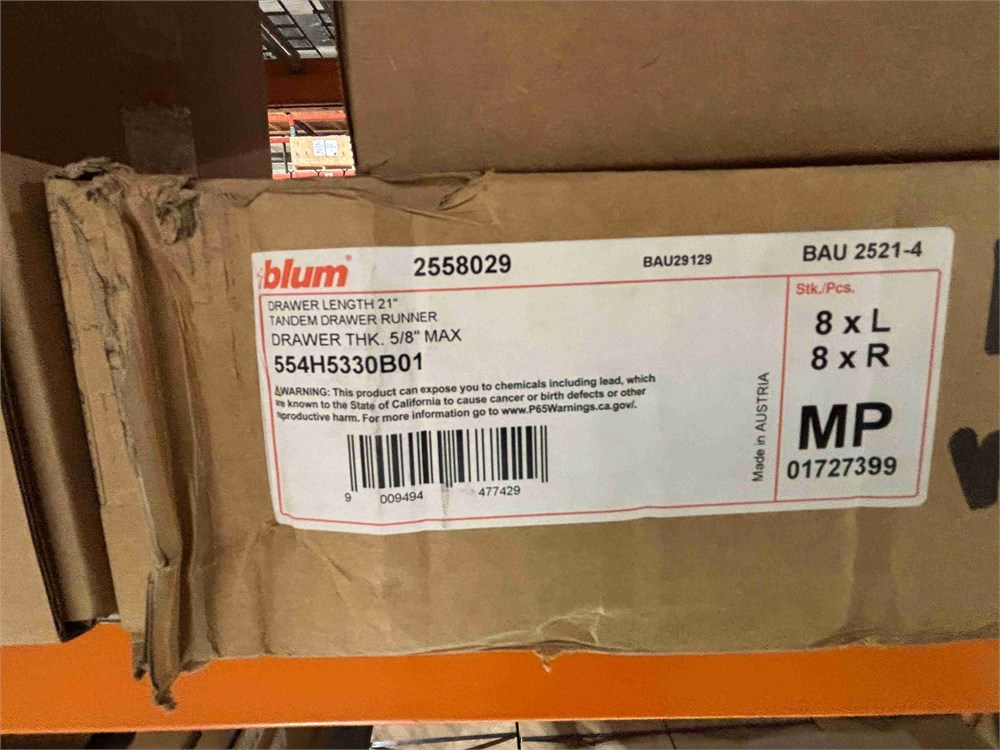 blum 2558029 BAU29129 BAU 2521-4
DRAWER LENGTH 21"
TANDEM DRAWER RUNNER
DRAWER THK. 5/8" MAX
554H5330B01
⚠WARNING: This product can expose you to chemicals including lead, which
are known to the State of California to cause cancer or birth defects or other
reproductive harm. For more information go to www.P65Warnings.ca.gov/.
9 009494 477429
Made in AUSTRIA
Stk./Pcs.
8 x L
8 x R
MP
01727399